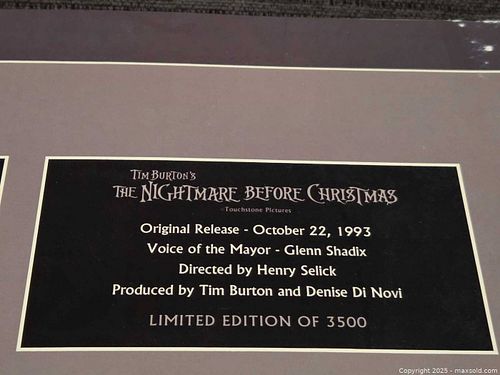 TIM BURTON'S
THE NIGHTMARE BEFORE CHRISTMAS
©Touchstone Pictures
Original Release - October 22, 1993
Voice of the Mayor - Glenn Shadix
Directed by Henry Selick
Produced by Tim Burton and Denise Di Novi
LIMITED EDITION OF 3500
Copyright 2025 - maxsold.com